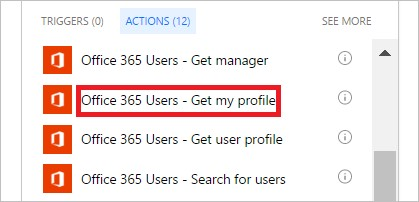 TRIGGERS (0) ACTIONS (12) SEE MORE
Office 365 Users - Get manager
Office 365 Users - Get my profile
Office 365 Users - Get user profile
Office 365 Users - Search for users